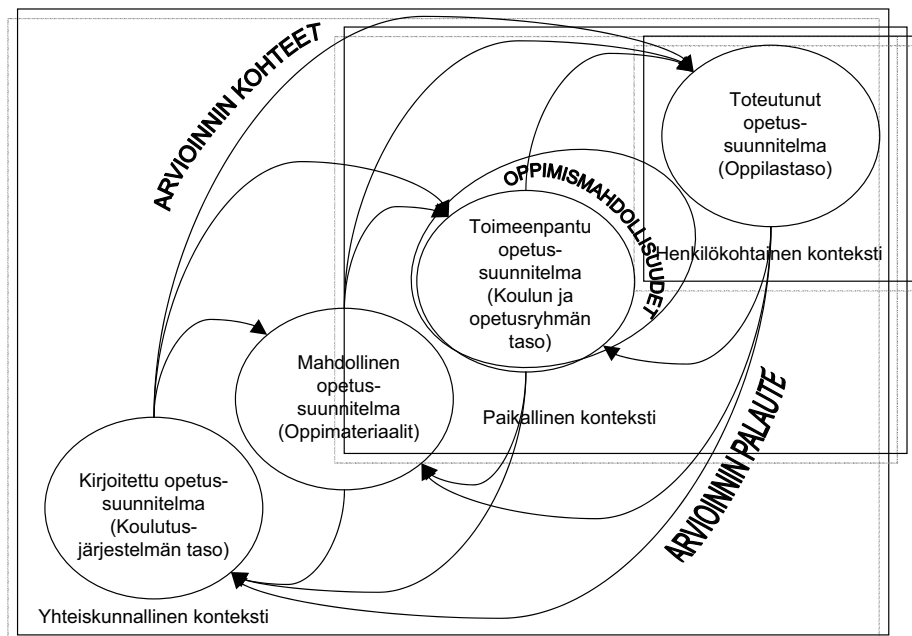 ARVIOINNIN KOHTEET
Toteutunut
opetus-
suunnitelma
(Oppilastaso)
OPPIMISMAHDOLLISUUDET
Toimeenpantu
opetus-
suunnitelma
(Koulun ja
opetusryhmän
taso)
Henkilökohtainen konteksti
Mahdollinen
opetus-
suunnitelma
(Oppimateriaalit)
Paikallinen konteksti
ARVIOINNIN PALAUTE
Kirjoitettu opetus-
suunnitelma
(Koulutus-
järjestelmän taso)
Yhteiskunnallinen konteksti